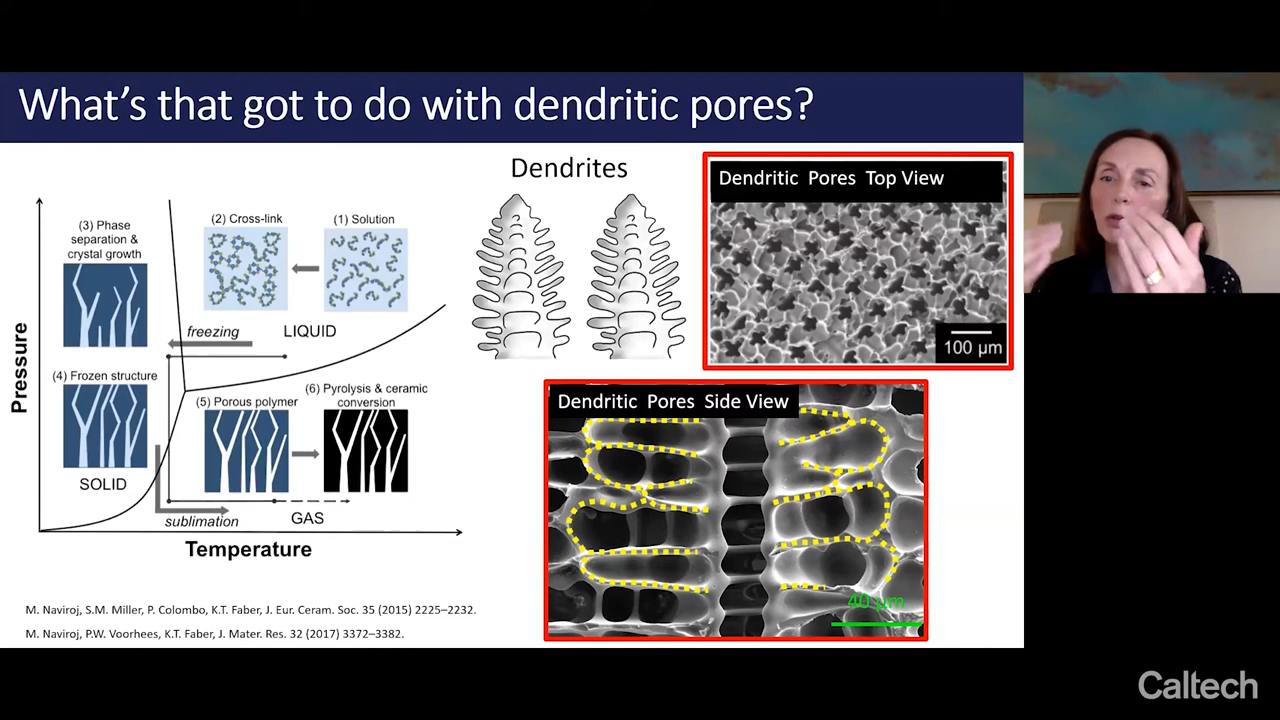 What's that got to do with dendritic pores?
Pressure
Temperature
(3) Phase
separation &
crystal growth
(2) Cross-link
(1) Solution
freezing
LIQUID
(4) Frozen structure
SOLID
(5) Porous polymer
(6) Pyrolysis & ceramic
conversion
sublimation
GAS
Dendrites
Dendritic Pores Top View
100 µm
Dendritic Pores Side View
40 µm
M. Naviroj, S.M. Miller, P. Colombo, K.T. Faber, J. Eur. Ceram. Soc. 35 (2015) 2225–2232.
M. Naviroj, P.W. Voorhees, K.T. Faber, J. Mater. Res. 32 (2017) 3372–3382.
Caltech